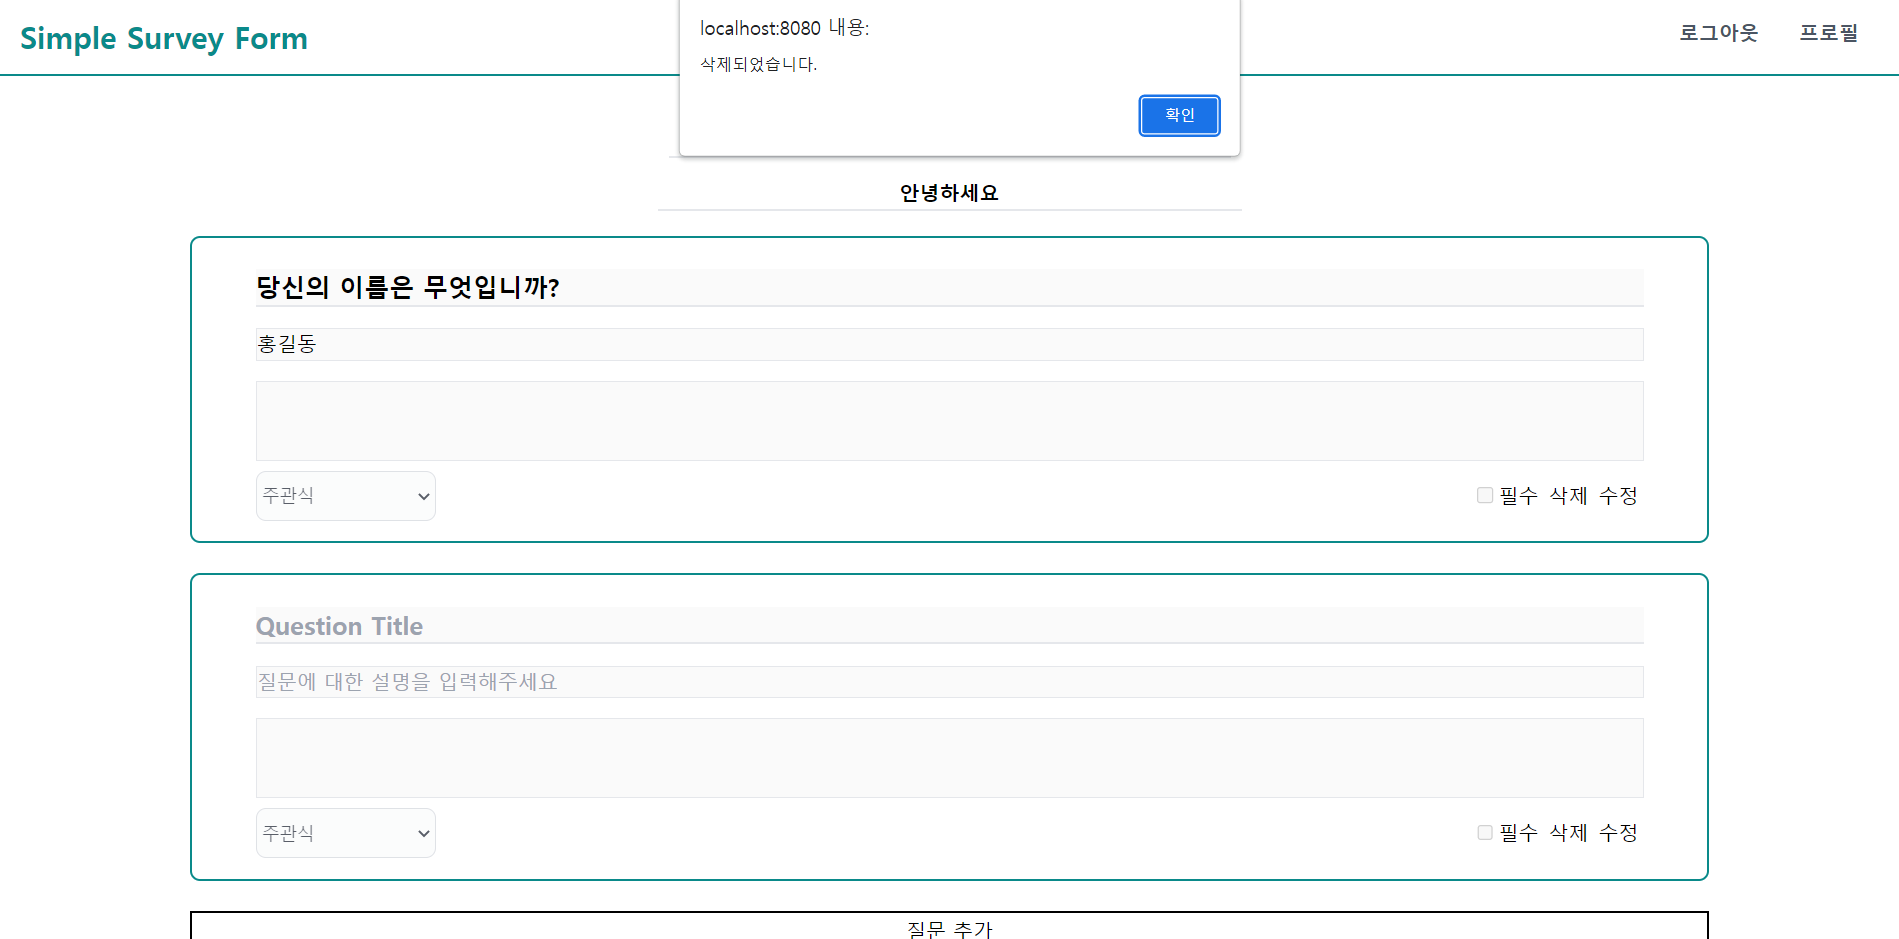 Simple Survey Form
로그아웃 프로필
localhost:8080 내용:
삭제되었습니다.
확인
안녕하세요
당신의 이름은 무엇입니까?
홍길동
주관식
필수 삭제 수정
Question Title
질문에 대한 설명을 입력해주세요
주관식
필수 삭제 수정
질문 추가